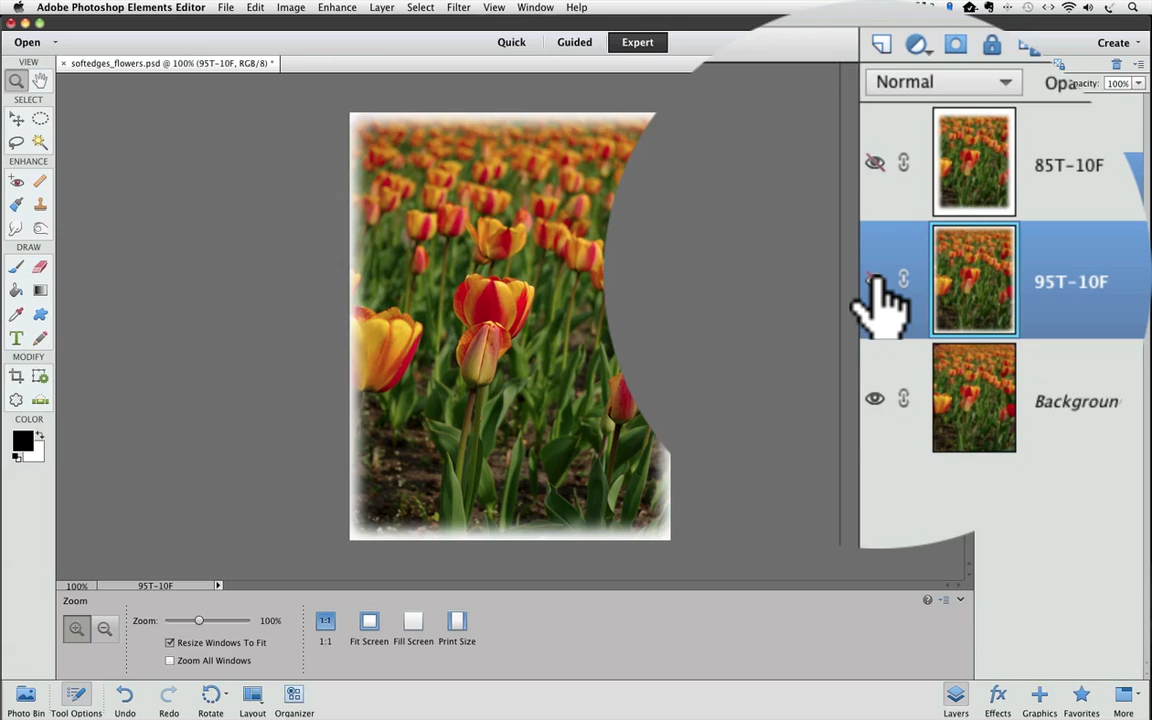 Adobe Photoshop Elements Editor File Edit Image Enhance Layer Select Filter View Window Help
Open
Quick Guided Expert
Create
VIEW
× softedges_flowers.psd @ 100% (95T-10F, RGB/8) *
Normal
Opa
Opacity: 100%
SELECT
ENHANCE
85T-10F
DRAW
95T-10F
MODIFY
Backgroun
COLOR
100% 95T-10F
Zoom
Zoom: 100%
1:1
1:1 Fit Screen Fill Screen Print Size
Resize Windows To Fit
Zoom All Windows
Photo Bin Tool Options Undo Redo Rotate Layout Organizer
Layers Effects Graphics Favorites More